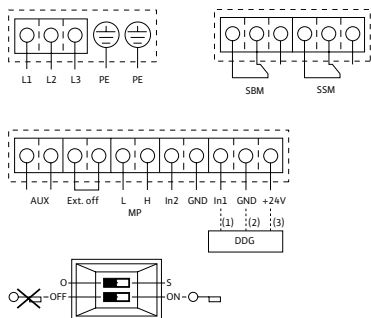 L1 L2 L3 PE PE
SBM SSM
AUX Ext. off L H In2 GND In1 GND +24V
MP
(1) (2) (3)
DDG
O S
OFF ON